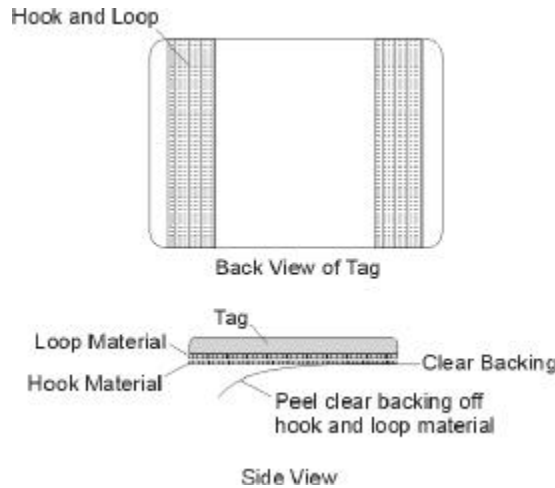 Hook and Loop
Back View of Tag
Tag
Loop Material
Clear Backing
Hook Material
Peel clear backing off
hook and loop material
Side View